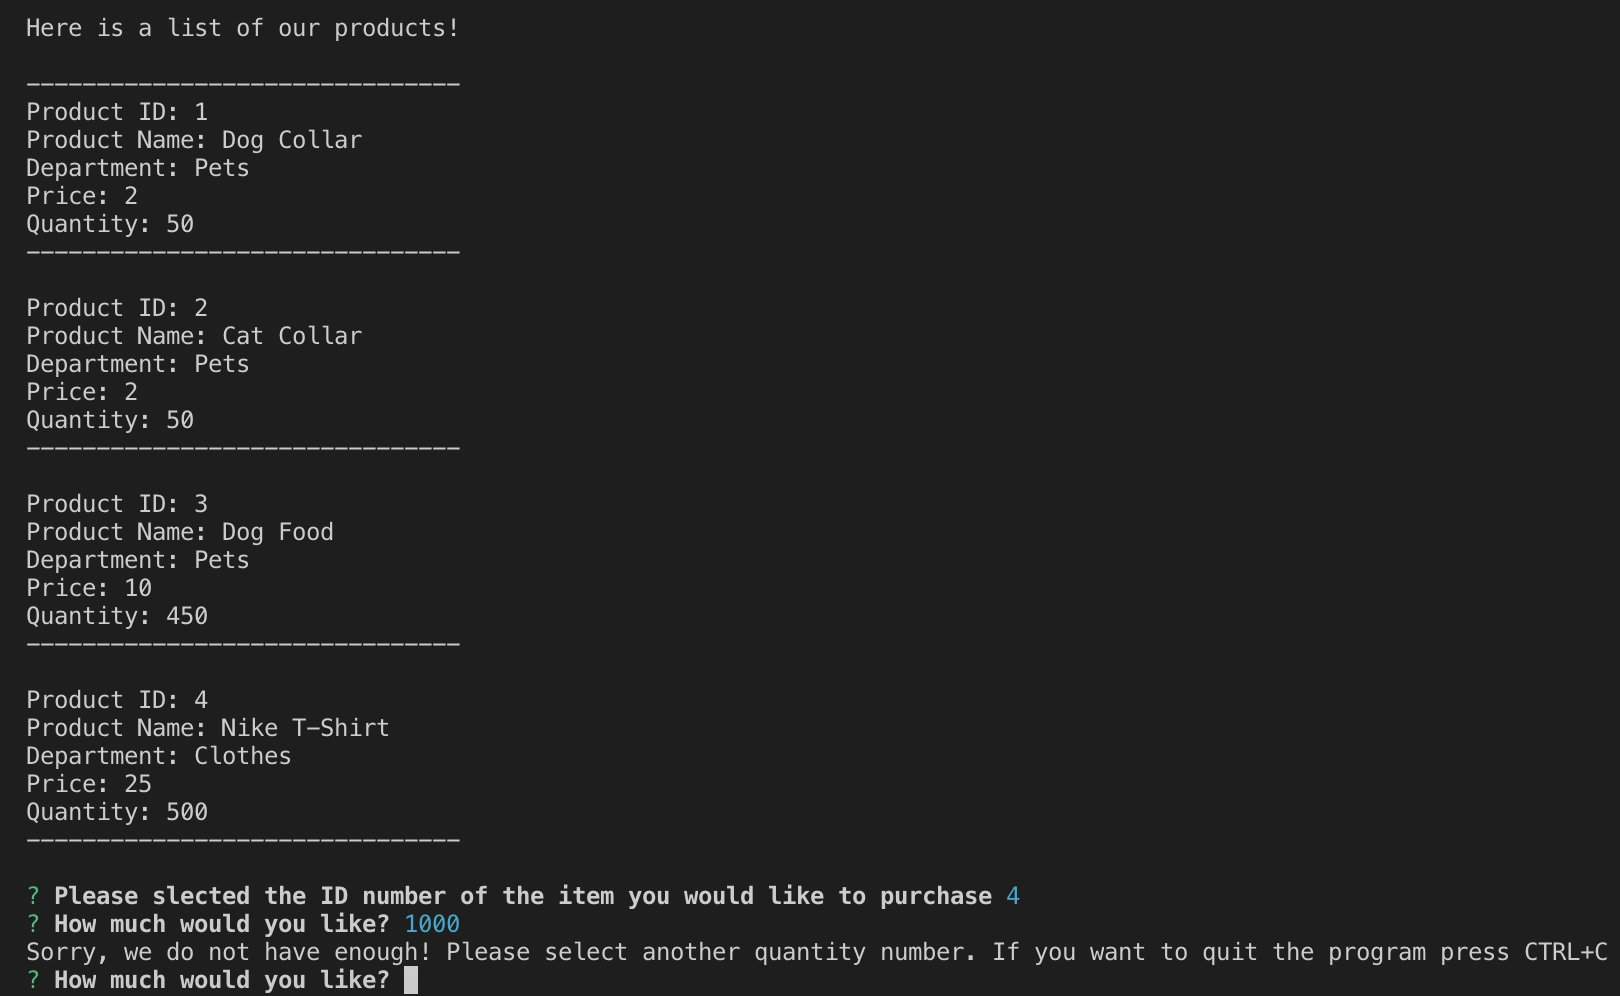 Here is a list of our products!
-------------------------------
Product ID: 1
Product Name: Dog Collar
Department: Pets
Price: 2
Quantity: 50
-------------------------------
Product ID: 2
Product Name: Cat Collar
Department: Pets
Price: 2
Quantity: 50
-------------------------------
Product ID: 3
Product Name: Dog Food
Department: Pets
Price: 10
Quantity: 450
-------------------------------
Product ID: 4
Product Name: Nike T-Shirt
Department: Clothes
Price: 25
Quantity: 500
-------------------------------
? Please slected the ID number of the item you would like to purchase 4
? How much would you like? 1000
Sorry, we do not have enough! Please select another quantity number. If you want to quit the program press CTRL+C
? How much would you like?